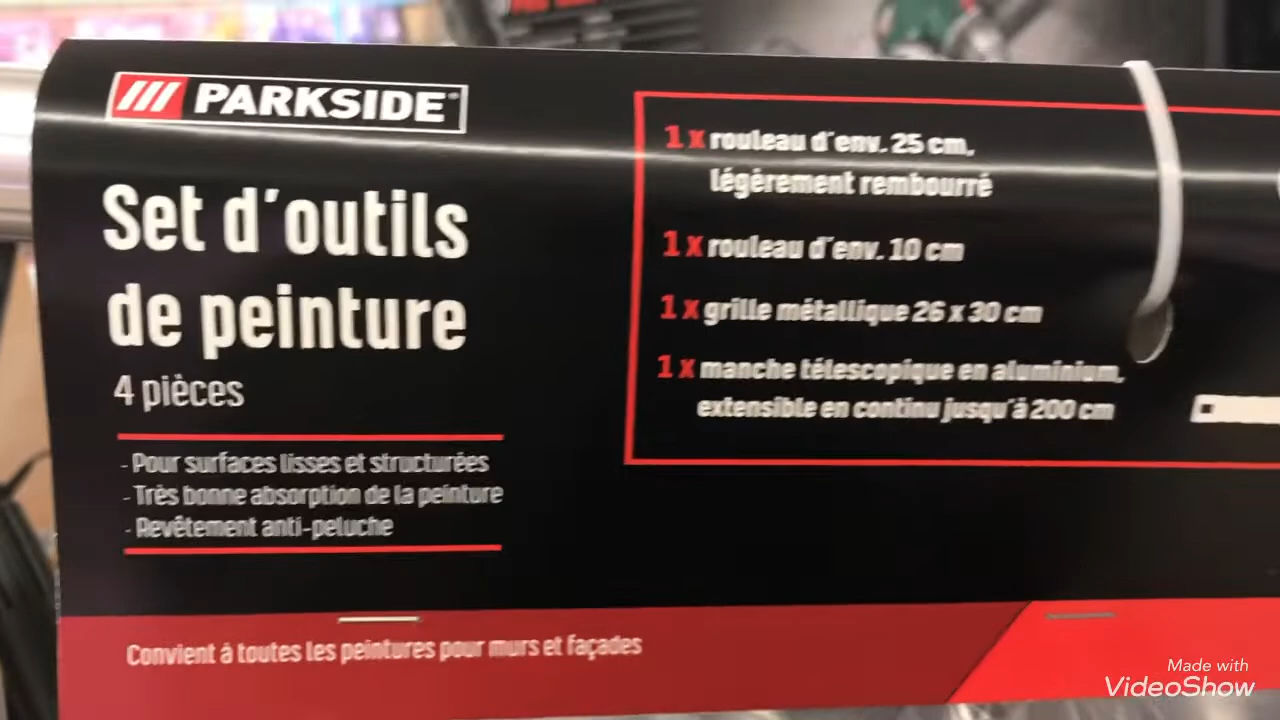 PARKSIDE®
Set d'outils
de peinture
4 pièces
- Pour surfaces lisses et structurées
- Très bonne absorption de la peinture
- Revêtement anti-peluche
1 x rouleau d'env. 25 cm,
légèrement rembourré
1 x rouleau d'env. 10 cm
1 x grille métallique 26 x 30 cm
1 x manche télescopique en aluminium,
extensible en continu jusqu'à 200 cm
Convient à toutes les peintures pour murs et façades
Made with
VideoShow